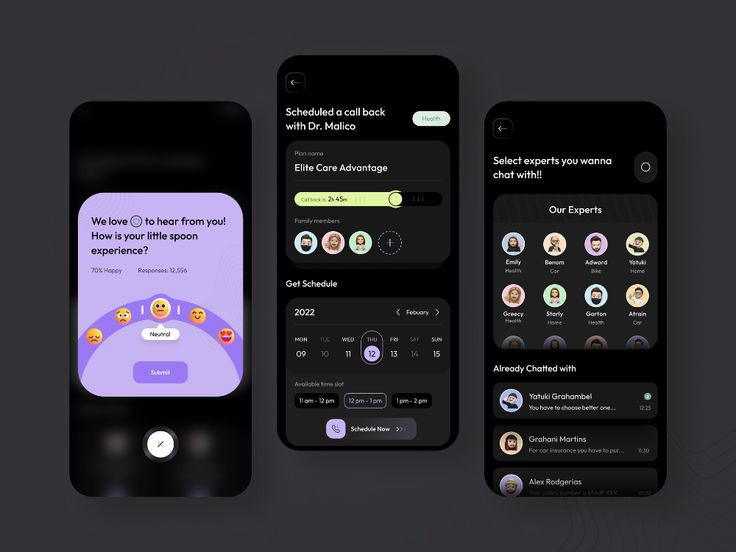 We love to hear from you!
How is your little spoon
experience?
70% Happy Responses: 12,556
Neutral
Submit
Scheduled a call back
with Dr. Malico
Health
Plan name
Elite Care Advantage
Call back in 2h 45m
Family members
Get Schedule
2022 Febuary
MON TUE WED THU FRI SAT SUN
09 10 11 12 13 14 15
Available time slot
11 am - 12 pm 12 pm - 1 pm 1 pm - 2 pm
Schedule Now
Select experts you wanna
chat with!!
Our Experts
Emily Benom Adword Yatuki
Health Car Bike Home
Greecy Starly Garton Atrain
Health Home Health Car
Already Chatted with
Yatuki Grahambel
You have to choose better one... 12:25
Grahani Martins
For car insurance you have to pur... 11:30
Alex Rodgerias
Your policy number is